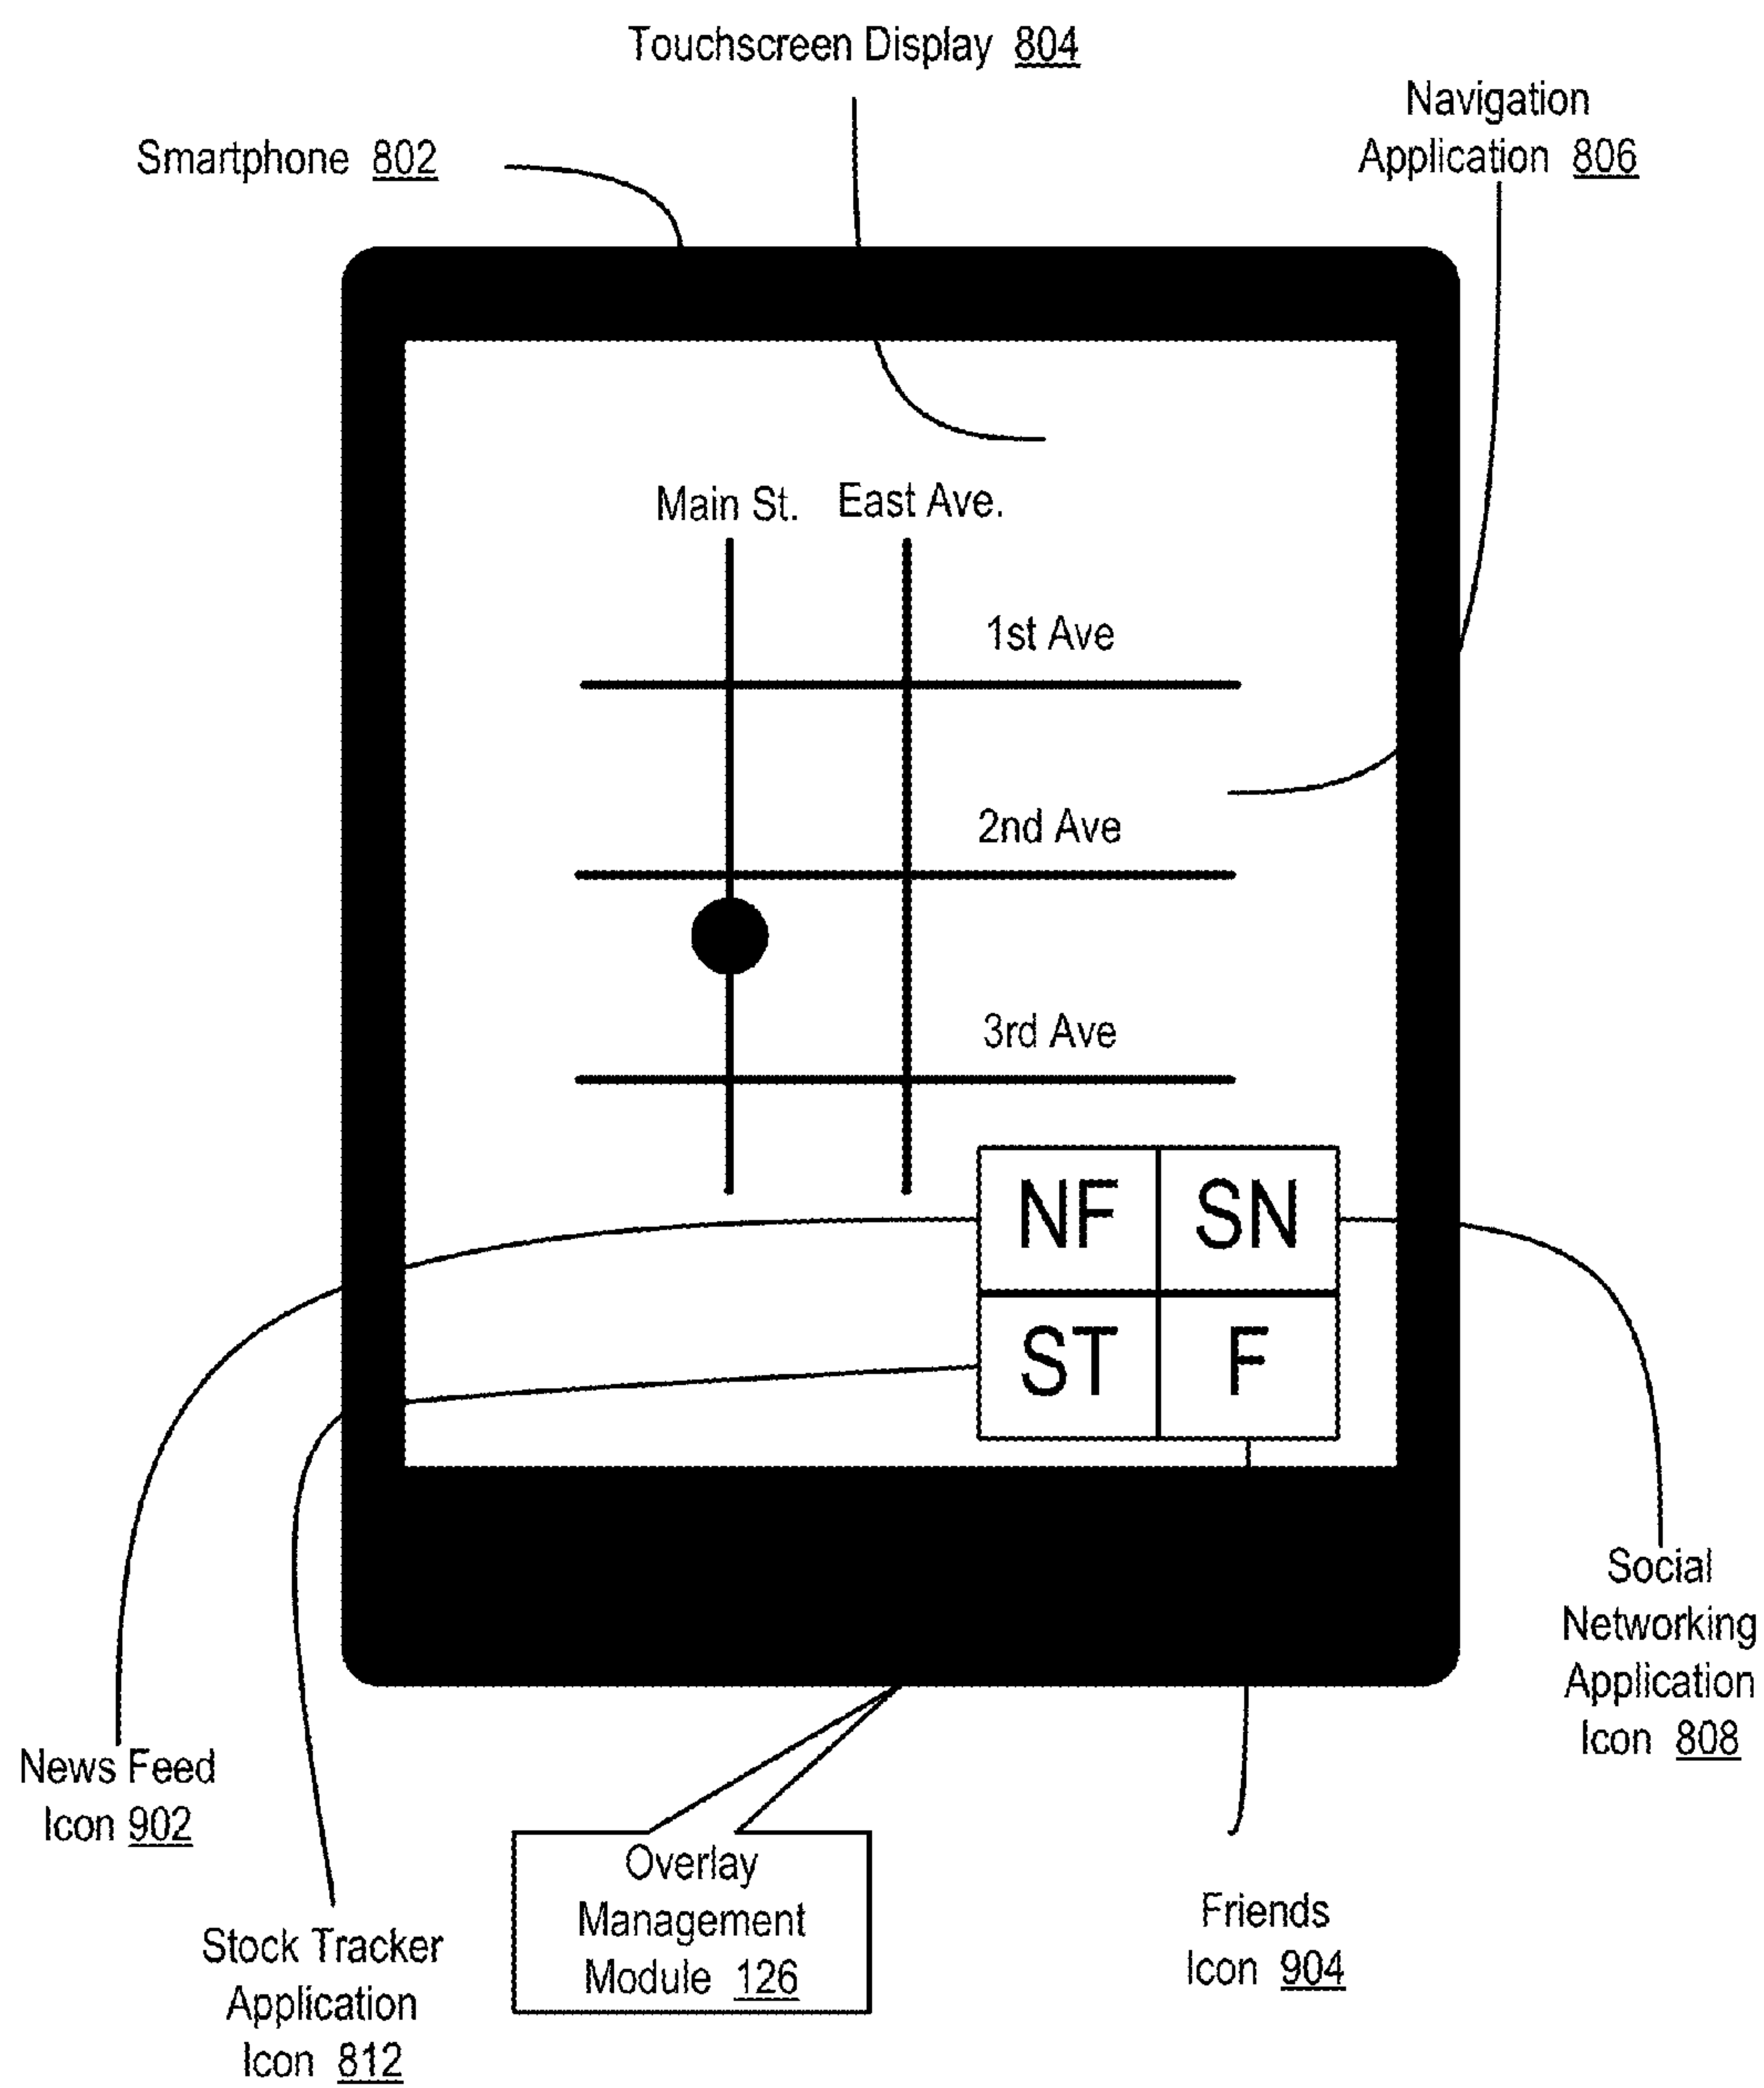 Touchscreen Display 804
Smartphone 802
Navigation
Application 806
Main St. East Ave.
1st Ave
2nd Ave
3rd Ave
NF SN
ST F
Social
Networking
Application
Icon 808
News Feed
Icon 902
Overlay
Management
Module 126
Friends
Icon 904
Stock Tracker
Application
Icon 812